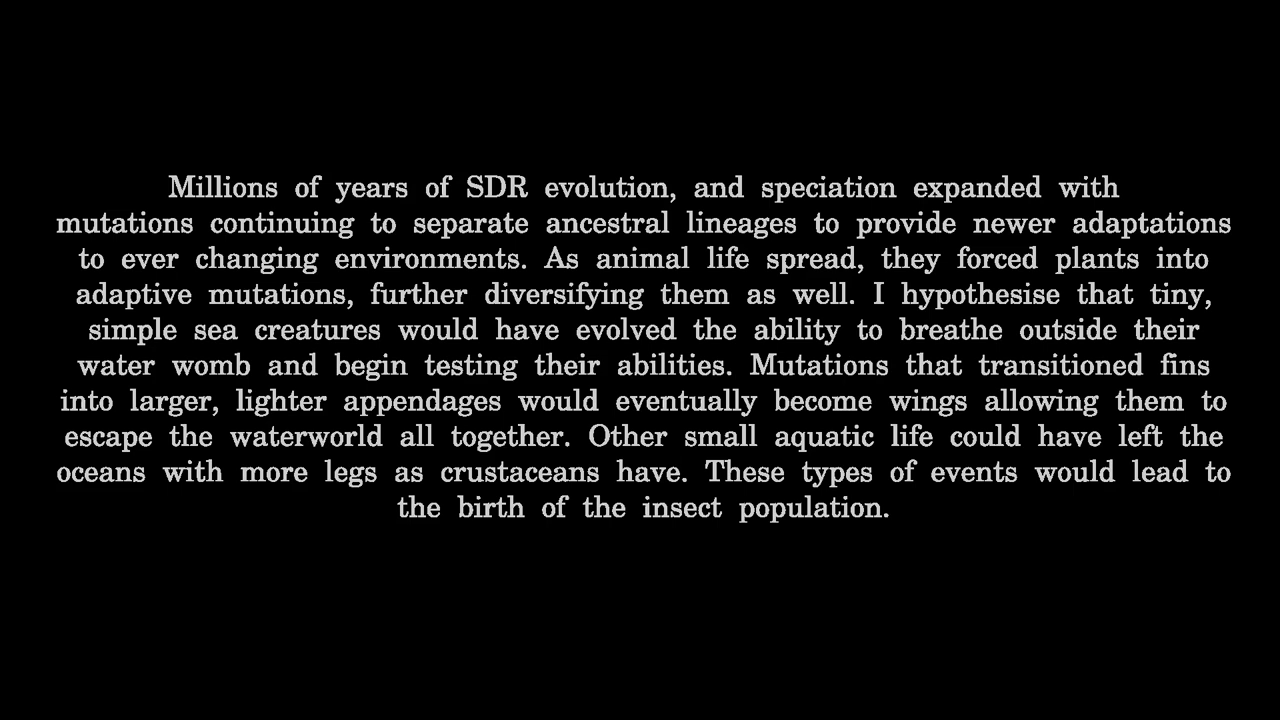 Millions of years of SDR evolution, and speciation expanded with
mutations continuing to separate ancestral lineages to provide newer adaptations
to ever changing environments. As animal life spread, they forced plants into
adaptive mutations, further diversifying them as well. I hypothesise that tiny,
simple sea creatures would have evolved the ability to breathe outside their
water womb and begin testing their abilities. Mutations that transitioned fins
into larger, lighter appendages would eventually become wings allowing them to
escape the waterworld all together. Other small aquatic life could have left the
oceans with more legs as crustaceans have. These types of events would lead to
the birth of the insect population.